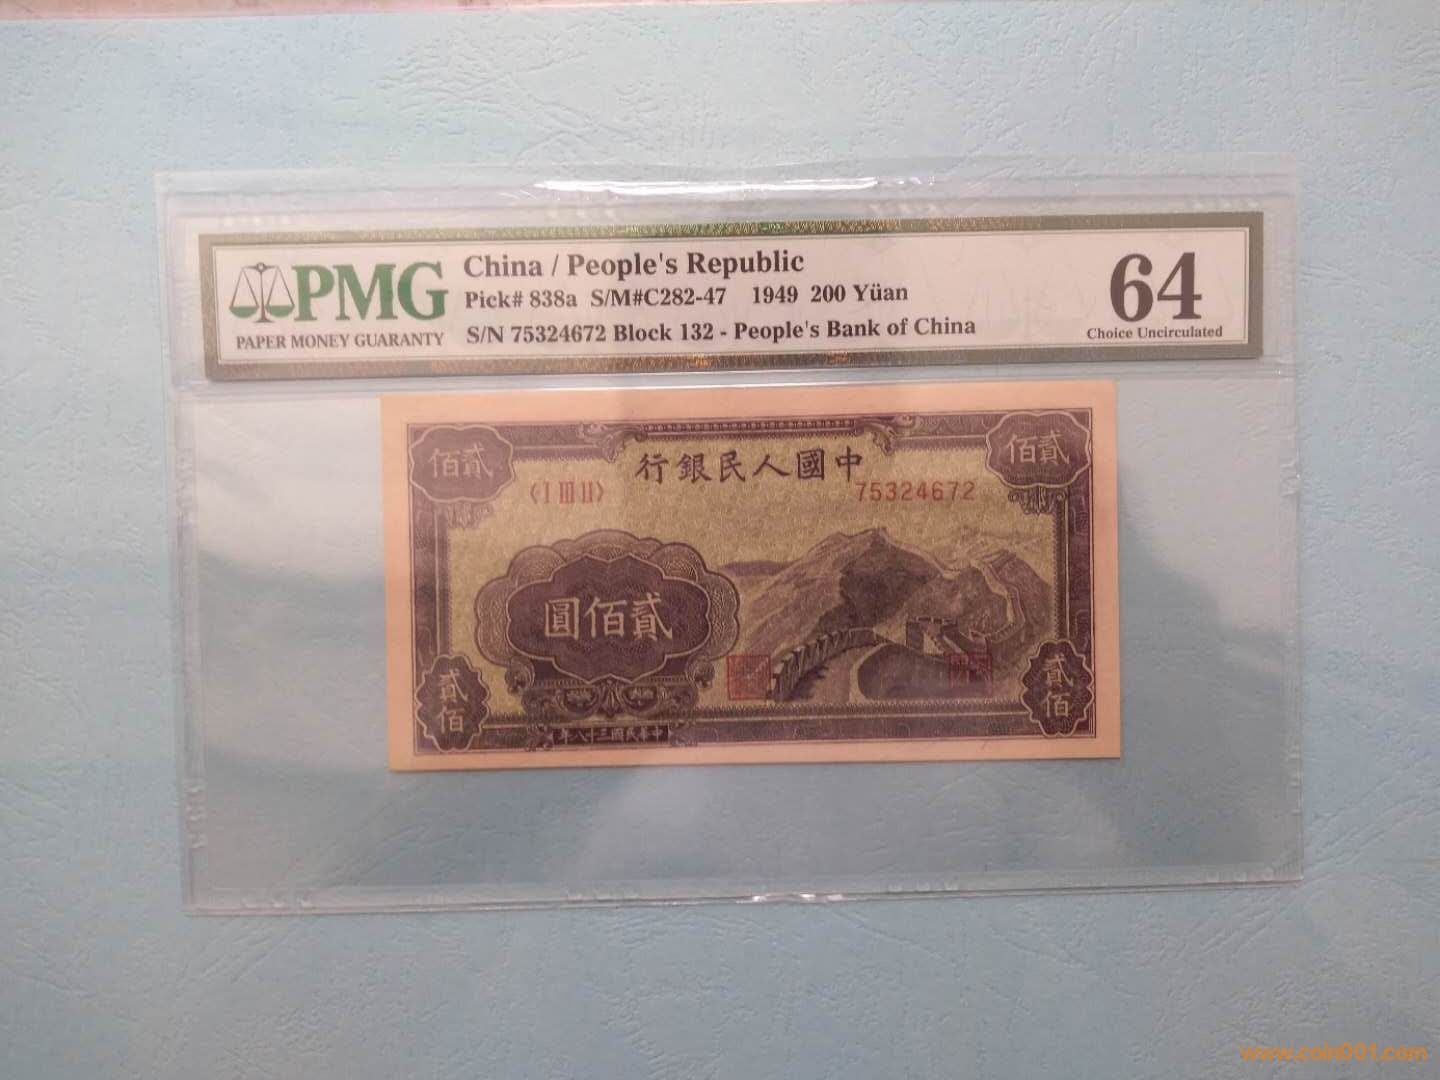 PMG
PAPER MONEY GUARANTY
China / People's Republic
Pick# 838a S/M#C282-47 1949 200 Yüan
S/N 75324672 Block 132 - People's Bank of China
64
Choice Uncirculated
佰貳
行銀民人國中
佰貳
〈I III II〉
75324672
圓佰貳
貳佰
貳佰
年八十三國民華中
www.coin001.com